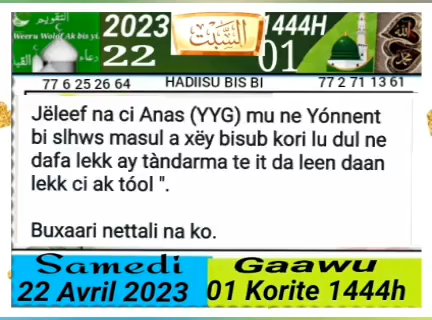 التقويم
Weeru Wolof Ak bis yi.
دعاء
2023
22
السَّبْت
1444H
01
77 6 25 26 64 HADIISU BIS BI 77 2 71 13 61
Jëleef na ci Anas (YYG) mu ne Yónnent
bi slhws masul a xëy bisub kori lu dul ne
dafa lekk ay tàndarma te it da leen daan
lekk ci ak tóol ".
Buxaari nettali na ko.
Samedi Gaawu
22 Avril 2023 01 Korite 1444h